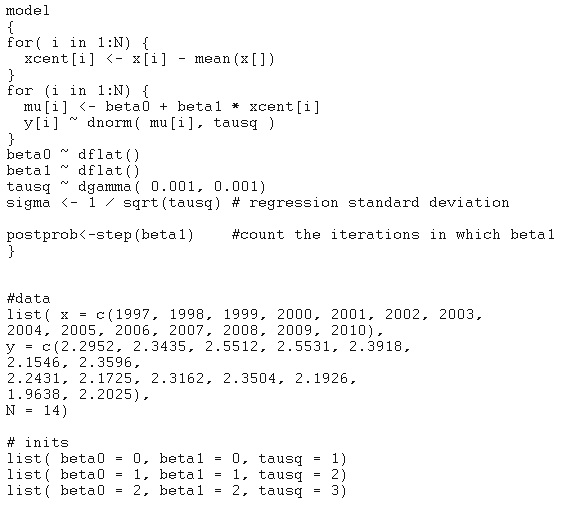 model
{
for( i in 1:N) {
xcent[i] <- x[i] - mean(x[])
}
for (i in 1:N) {
mu[i] <- beta0 + beta1 * xcent[i]
y[i] ~ dnorm( mu[i], tausq )
}
beta0 ~ dflat()
beta1 ~ dflat()
tausq ~ dgamma( 0.001, 0.001)
sigma <- 1 / sqrt(tausq) # regression standard deviation
postprob<-step(beta1) #count the iterations in which beta1
}
#data
list( x = c(1997, 1998, 1999, 2000, 2001, 2002, 2003,
2004, 2005, 2006, 2007, 2008, 2009, 2010),
y = c(2.2952, 2.3435, 2.5512, 2.5531, 2.3918,
2.1546, 2.3596,
2.2431, 2.1725, 2.3162, 2.3504, 2.1926,
1.9638, 2.2025),
N = 14)
# inits
list( beta0 = 0, beta1 = 0, tausq = 1)
list( beta0 = 1, beta1 = 1, tausq = 2)
list( beta0 = 2, beta1 = 2, tausq = 3)